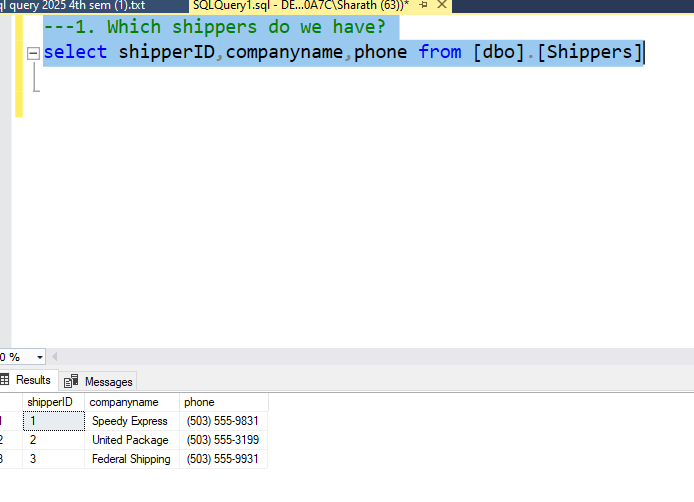 ql query 2025 4th sem (1).txt SQLQuery1.sql - DE...0A7C\Sharath (63))*
---1. Which shippers do we have?
select shipperID,companyname,phone from [dbo].[Shippers]
0 %
Results Messages
shipperID companyname phone
1 1 Speedy Express (503) 555-9831
2 2 United Package (503) 555-3199
3 3 Federal Shipping (503) 555-9931